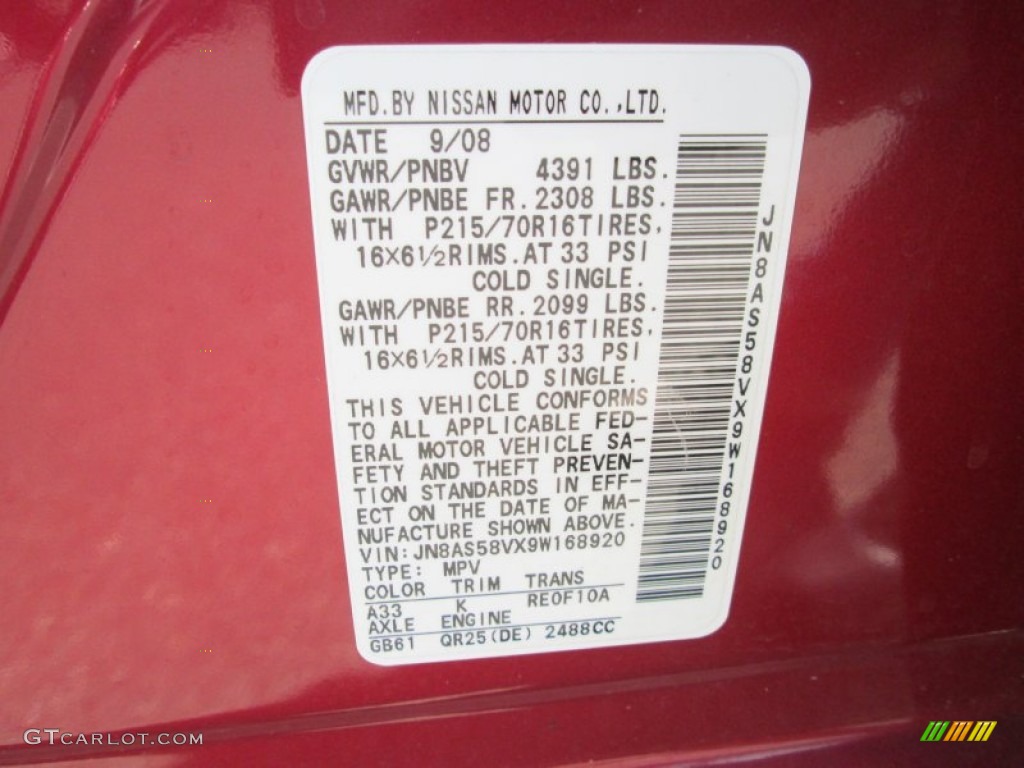 MFD.BY NISSAN MOTOR CO.,LTD.
DATE 9/08
GVWR/PNBV 4391 LBS.
GAWR/PNBE FR.2308 LBS.
WITH P215/70R16TIRES,
16×6½RIMS.AT 33 PSI
COLD SINGLE.
GAWR/PNBE RR.2099 LBS.
WITH P215/70R16TIRES,
16×6½RIMS.AT 33 PSI
COLD SINGLE.
THIS VEHICLE CONFORMS
TO ALL APPLICABLE FED-
ERAL MOTOR VEHICLE SA-
FETY AND THEFT PREVEN-
TION STANDARDS IN EFF-
ECT ON THE DATE OF MA-
NUFACTURE SHOWN ABOVE.
VIN:JN8AS58VX9W168920
TYPE: MPV
COLOR TRIM TRANS
A33 K RE0F10A
AXLE ENGINE
GB61 QR25(DE) 2488CC
JN8AS58VX9W168920
GTCARLOT.COM